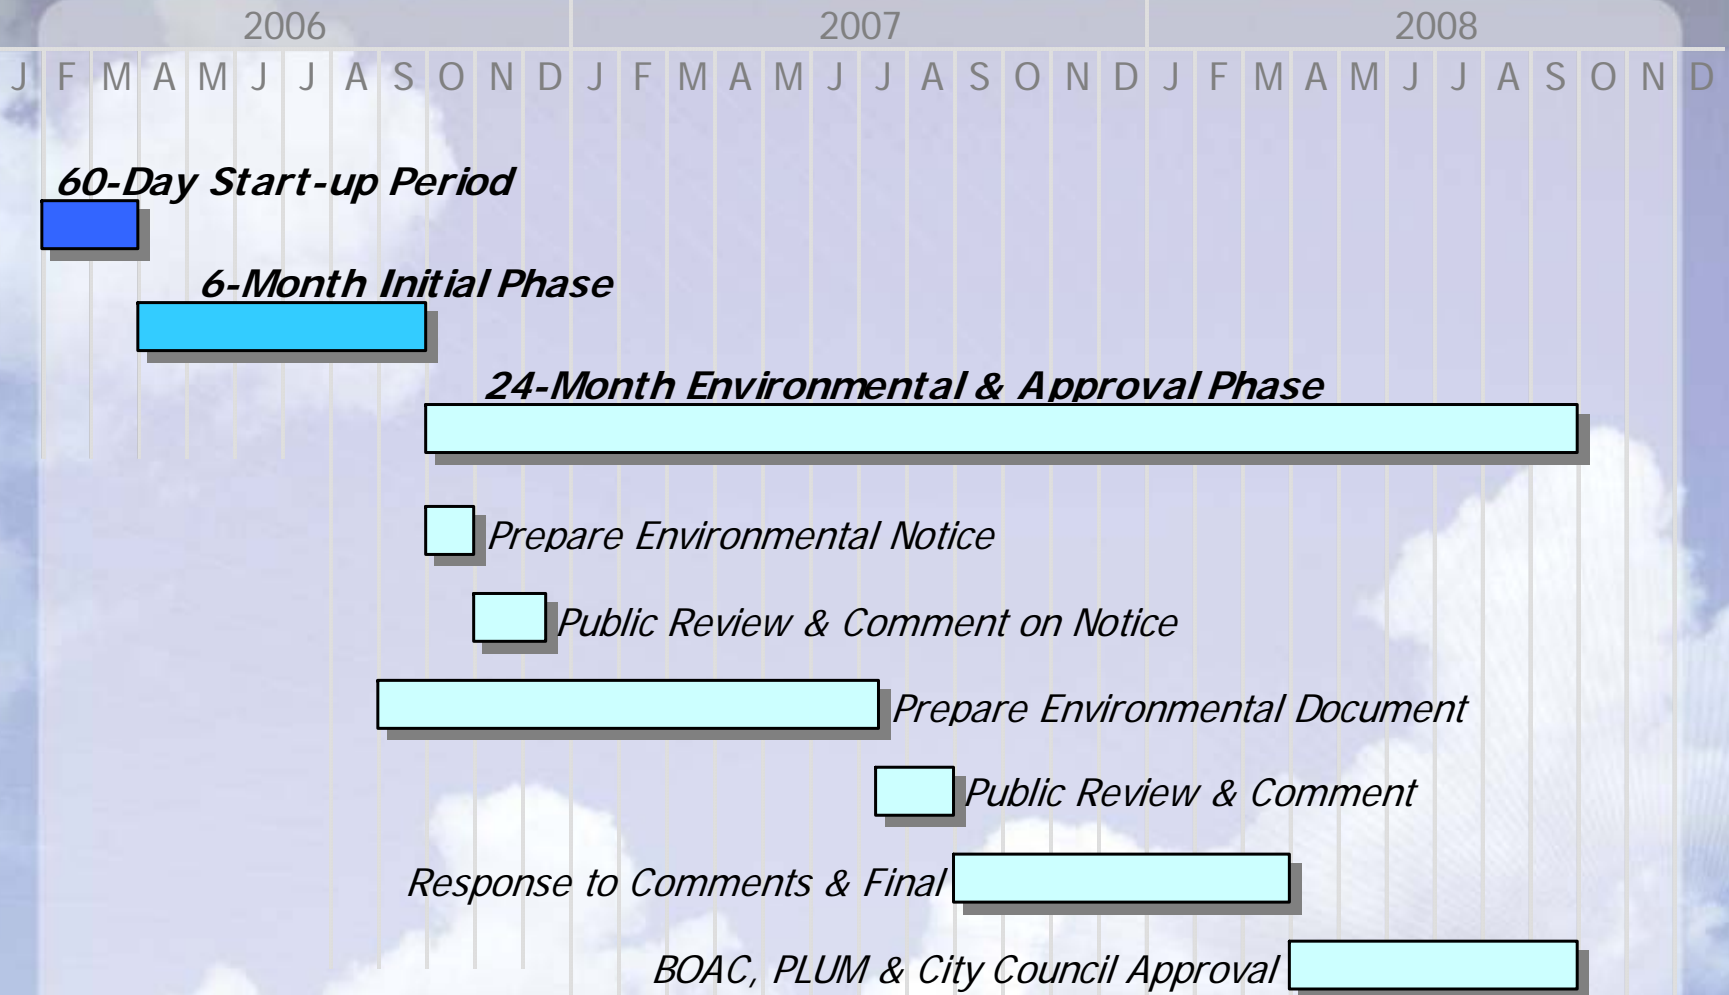 2006 2007 2008
J F M A M J J A S O N D J F M A M J J A S O N D J F M A M J J A S O N D
60-Day Start-up Period
6-Month Initial Phase
24-Month Environmental & Approval Phase
Prepare Environmental Notice
Public Review & Comment on Notice
Prepare Environmental Document
Public Review & Comment
Response to Comments & Final
BOAC, PLUM & City Council Approval